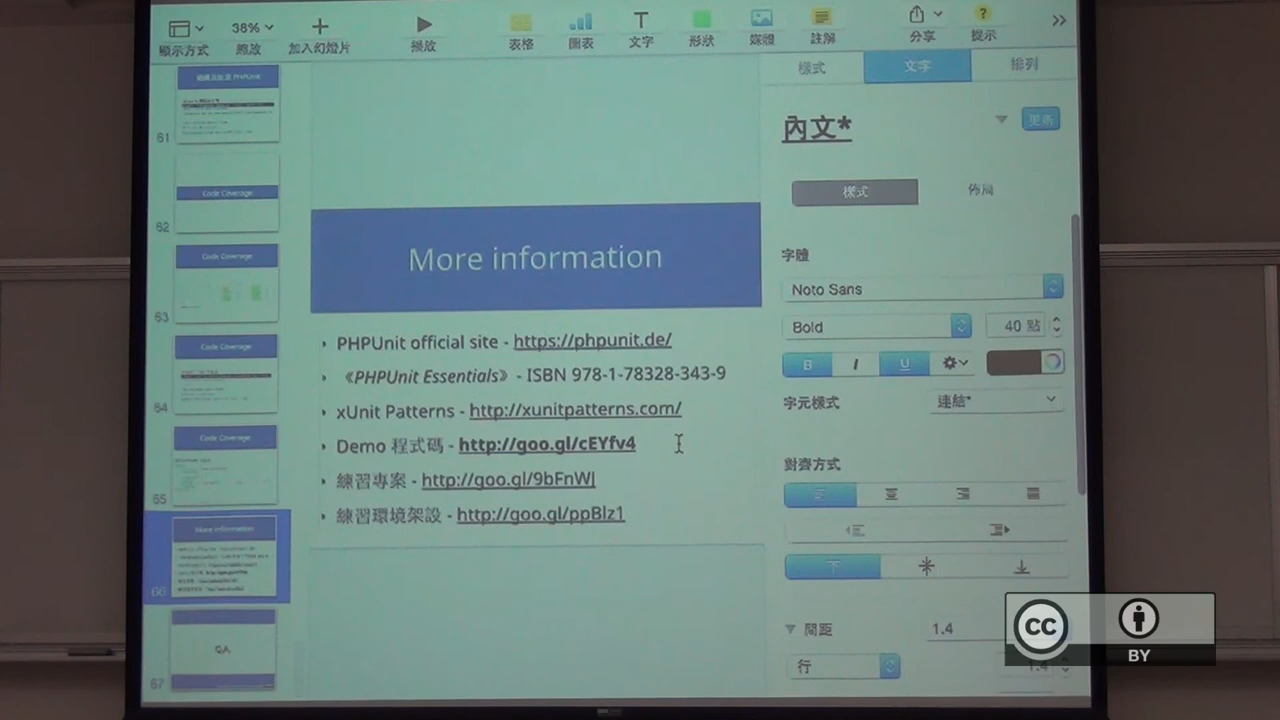 顯示方式
38%
縮放
加入幻燈片
播放
表格
圖表
文字
形狀
媒體
註解
分享
提示
樣式
文字
排列
內文*
更新
樣式
佈局
字體
Noto Sans
Bold
40 點
B
I
U
字元樣式
連結*
對齊方式
間距
1.4
行
1.4
PHPUnit
61
Code Coverage
62
Code Coverage
63
Code Coverage
64
Code Coverage
65
More information
66
QA
67
More information
PHPUnit official site - https://phpunit.de/
《PHPUnit Essentials》 - ISBN 978-1-78328-343-9
xUnit Patterns - http://xunitpatterns.com/
Demo 程式碼 - http://goo.gl/cEYfv4
練習專案 - http://goo.gl/9bFnWJ
練習環境架設 - http://goo.gl/ppBlz1
CC
BY